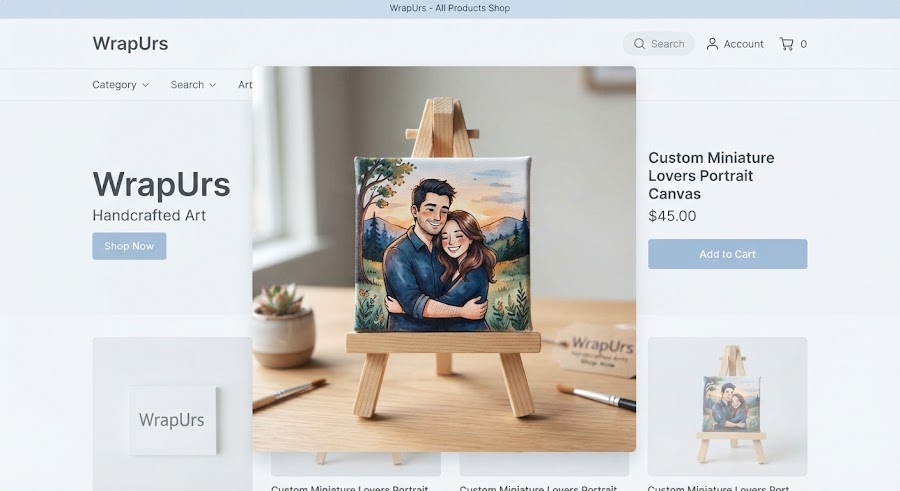 WrapUrs - All Products Shop
WrapUrs
Search
Account
0
Category
Search
Art
WrapUrs
Handcrafted Art
Shop Now
Custom Miniature
Lovers Portrait
Canvas
$45.00
Add to Cart
WrapUrs
Handcrafted Arty
Shop Now
WrapUrs
Custom Miniature Lovers Portrait
Custom Miniature Lovers Portrait
Custom Miniature Lovers Port